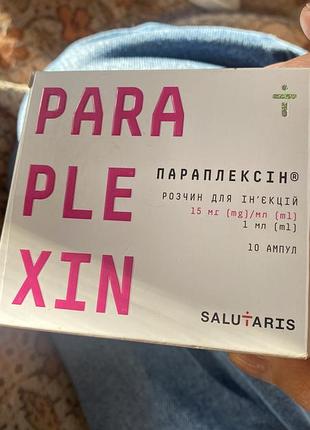 PARA
PLE
XIN
ПАРАПЛЕКСІН®
РОЗЧИН ДЛЯ ІН'ЄКЦІЙ
15 мг (mg)/мл (ml)
1 мл (ml)
10 АМПУЛ
SALUTARIS